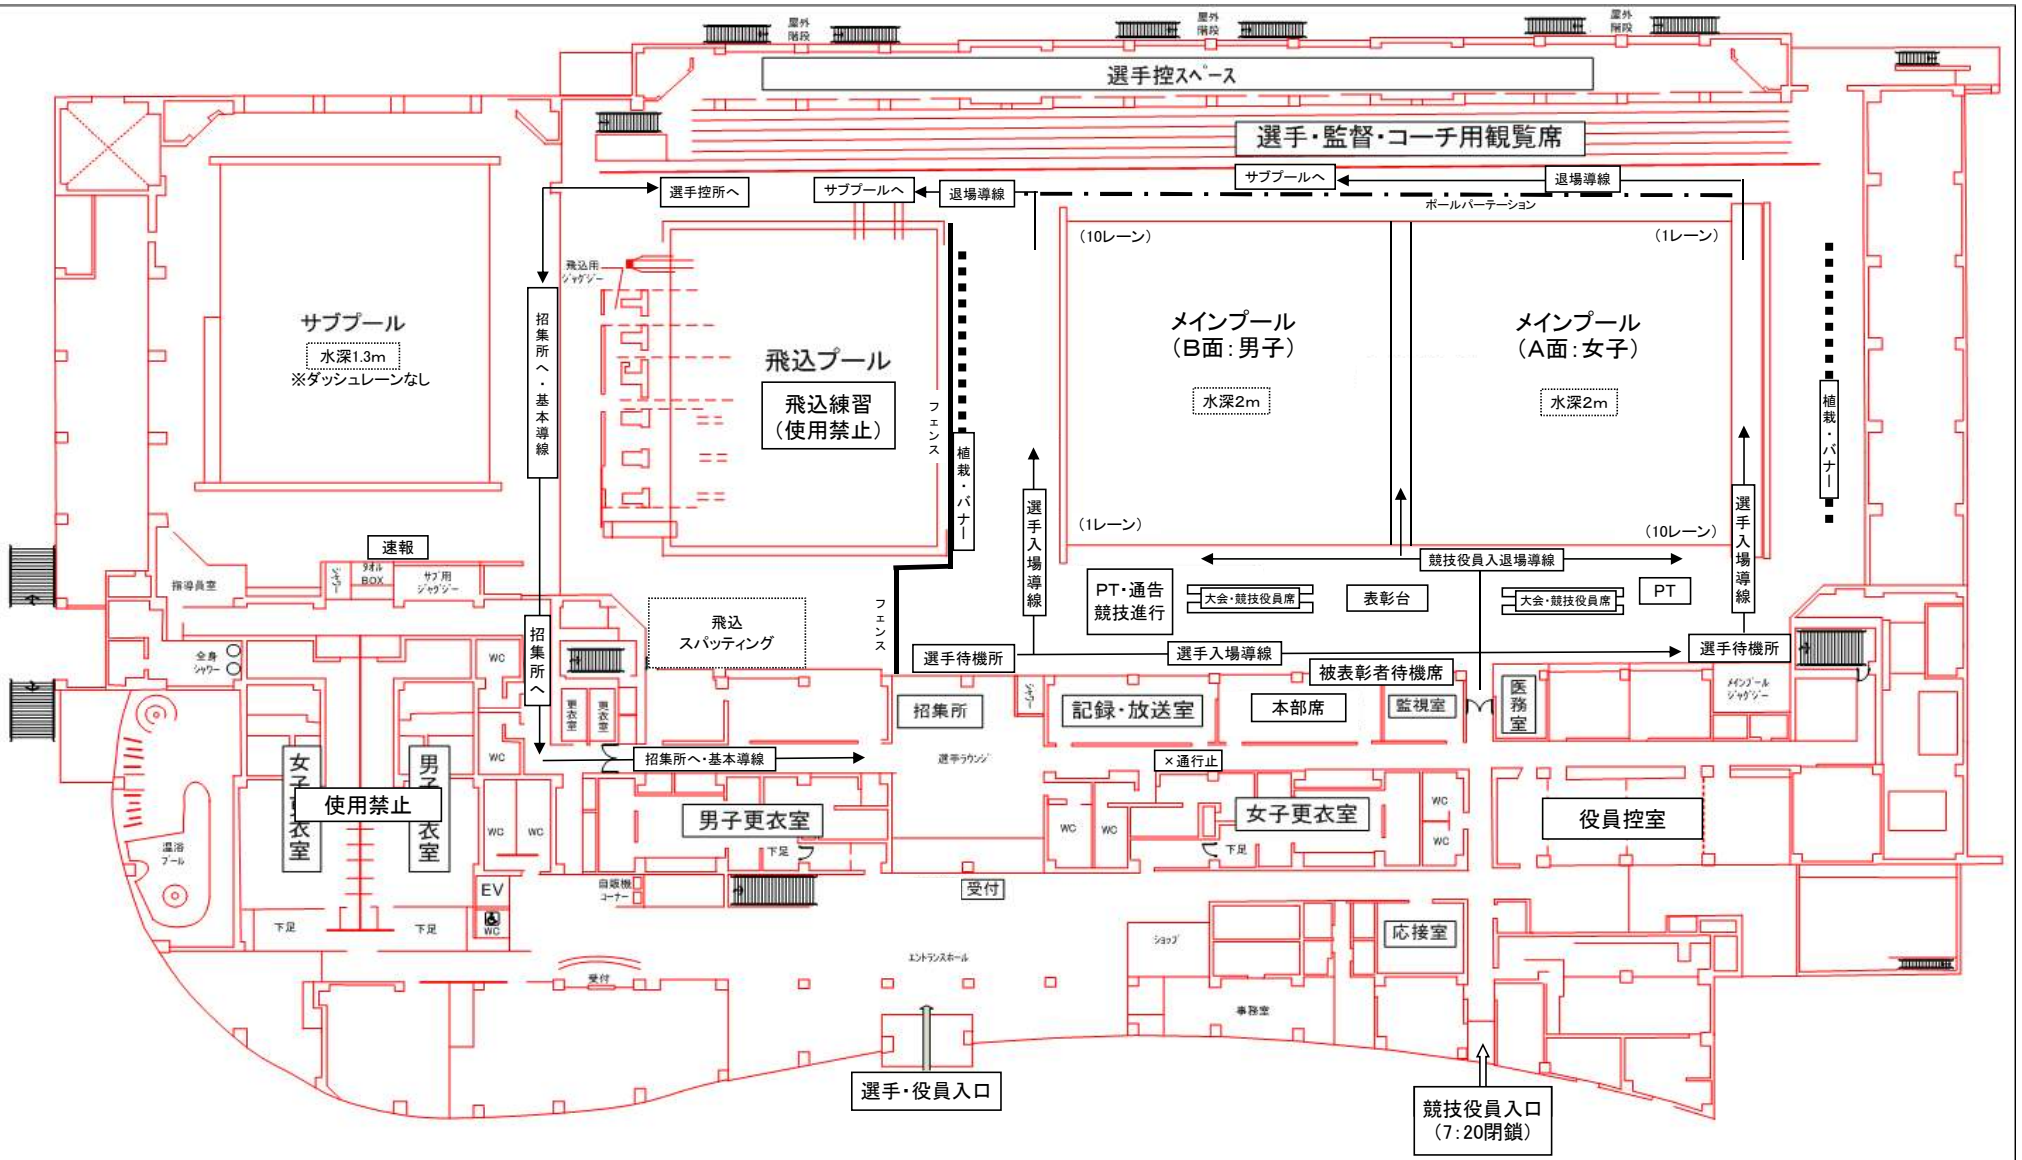 屋外
階段
屋外
階段
屋外
階段
選手控スペース
選手・監督・コーチ用観覧席
選手控所へ
サブプールへ
退場導線
サブプールへ
退場導線
ポールパーテーション
(10レーン)
(1レーン)
飛込用
ジャグジー
サブプール
水深1.3m
※ダッシュレーンなし
招集所へ・基本導線
飛込プール
飛込練習
(使用禁止)
フェンス
植栽・バナー
メインプール
(B面:男子)
水深2m
メインプール
(A面:女子)
水深2m
植栽・バナー
(1レーン)
(10レーン)
選手入場導線
選手入場導線
速報
指導員室
シャワー
タオル
BOX
サブ用
ジャグジー
競技役員入退場導線
PT・通告
競技進行
大会・競技役員席
表彰台
大会・競技役員席
PT
飛込
スパッティング
フェンス
招集所へ
全身
シャワー
WC
選手待機所
選手入場導線
選手待機所
被表彰者待機席
更衣室
更衣室
招集所
シャワー
記録・放送室
本部席
監視室
医務室
メインプール
ジャグジー
WC
招集所へ・基本導線
選手ラウンジ
×通行止
女子更衣室
男子更衣室
使用禁止
温浴
プール
WC
WC
男子更衣室
下足
WC
WC
女子更衣室
下足
WC
WC
役員控室
EV
WC
自販機
コーナー
受付
下足
下足
受付
エントランスホール
ショップ
応接室
事務室
選手・役員入口
競技役員入口
(7:20閉鎖)